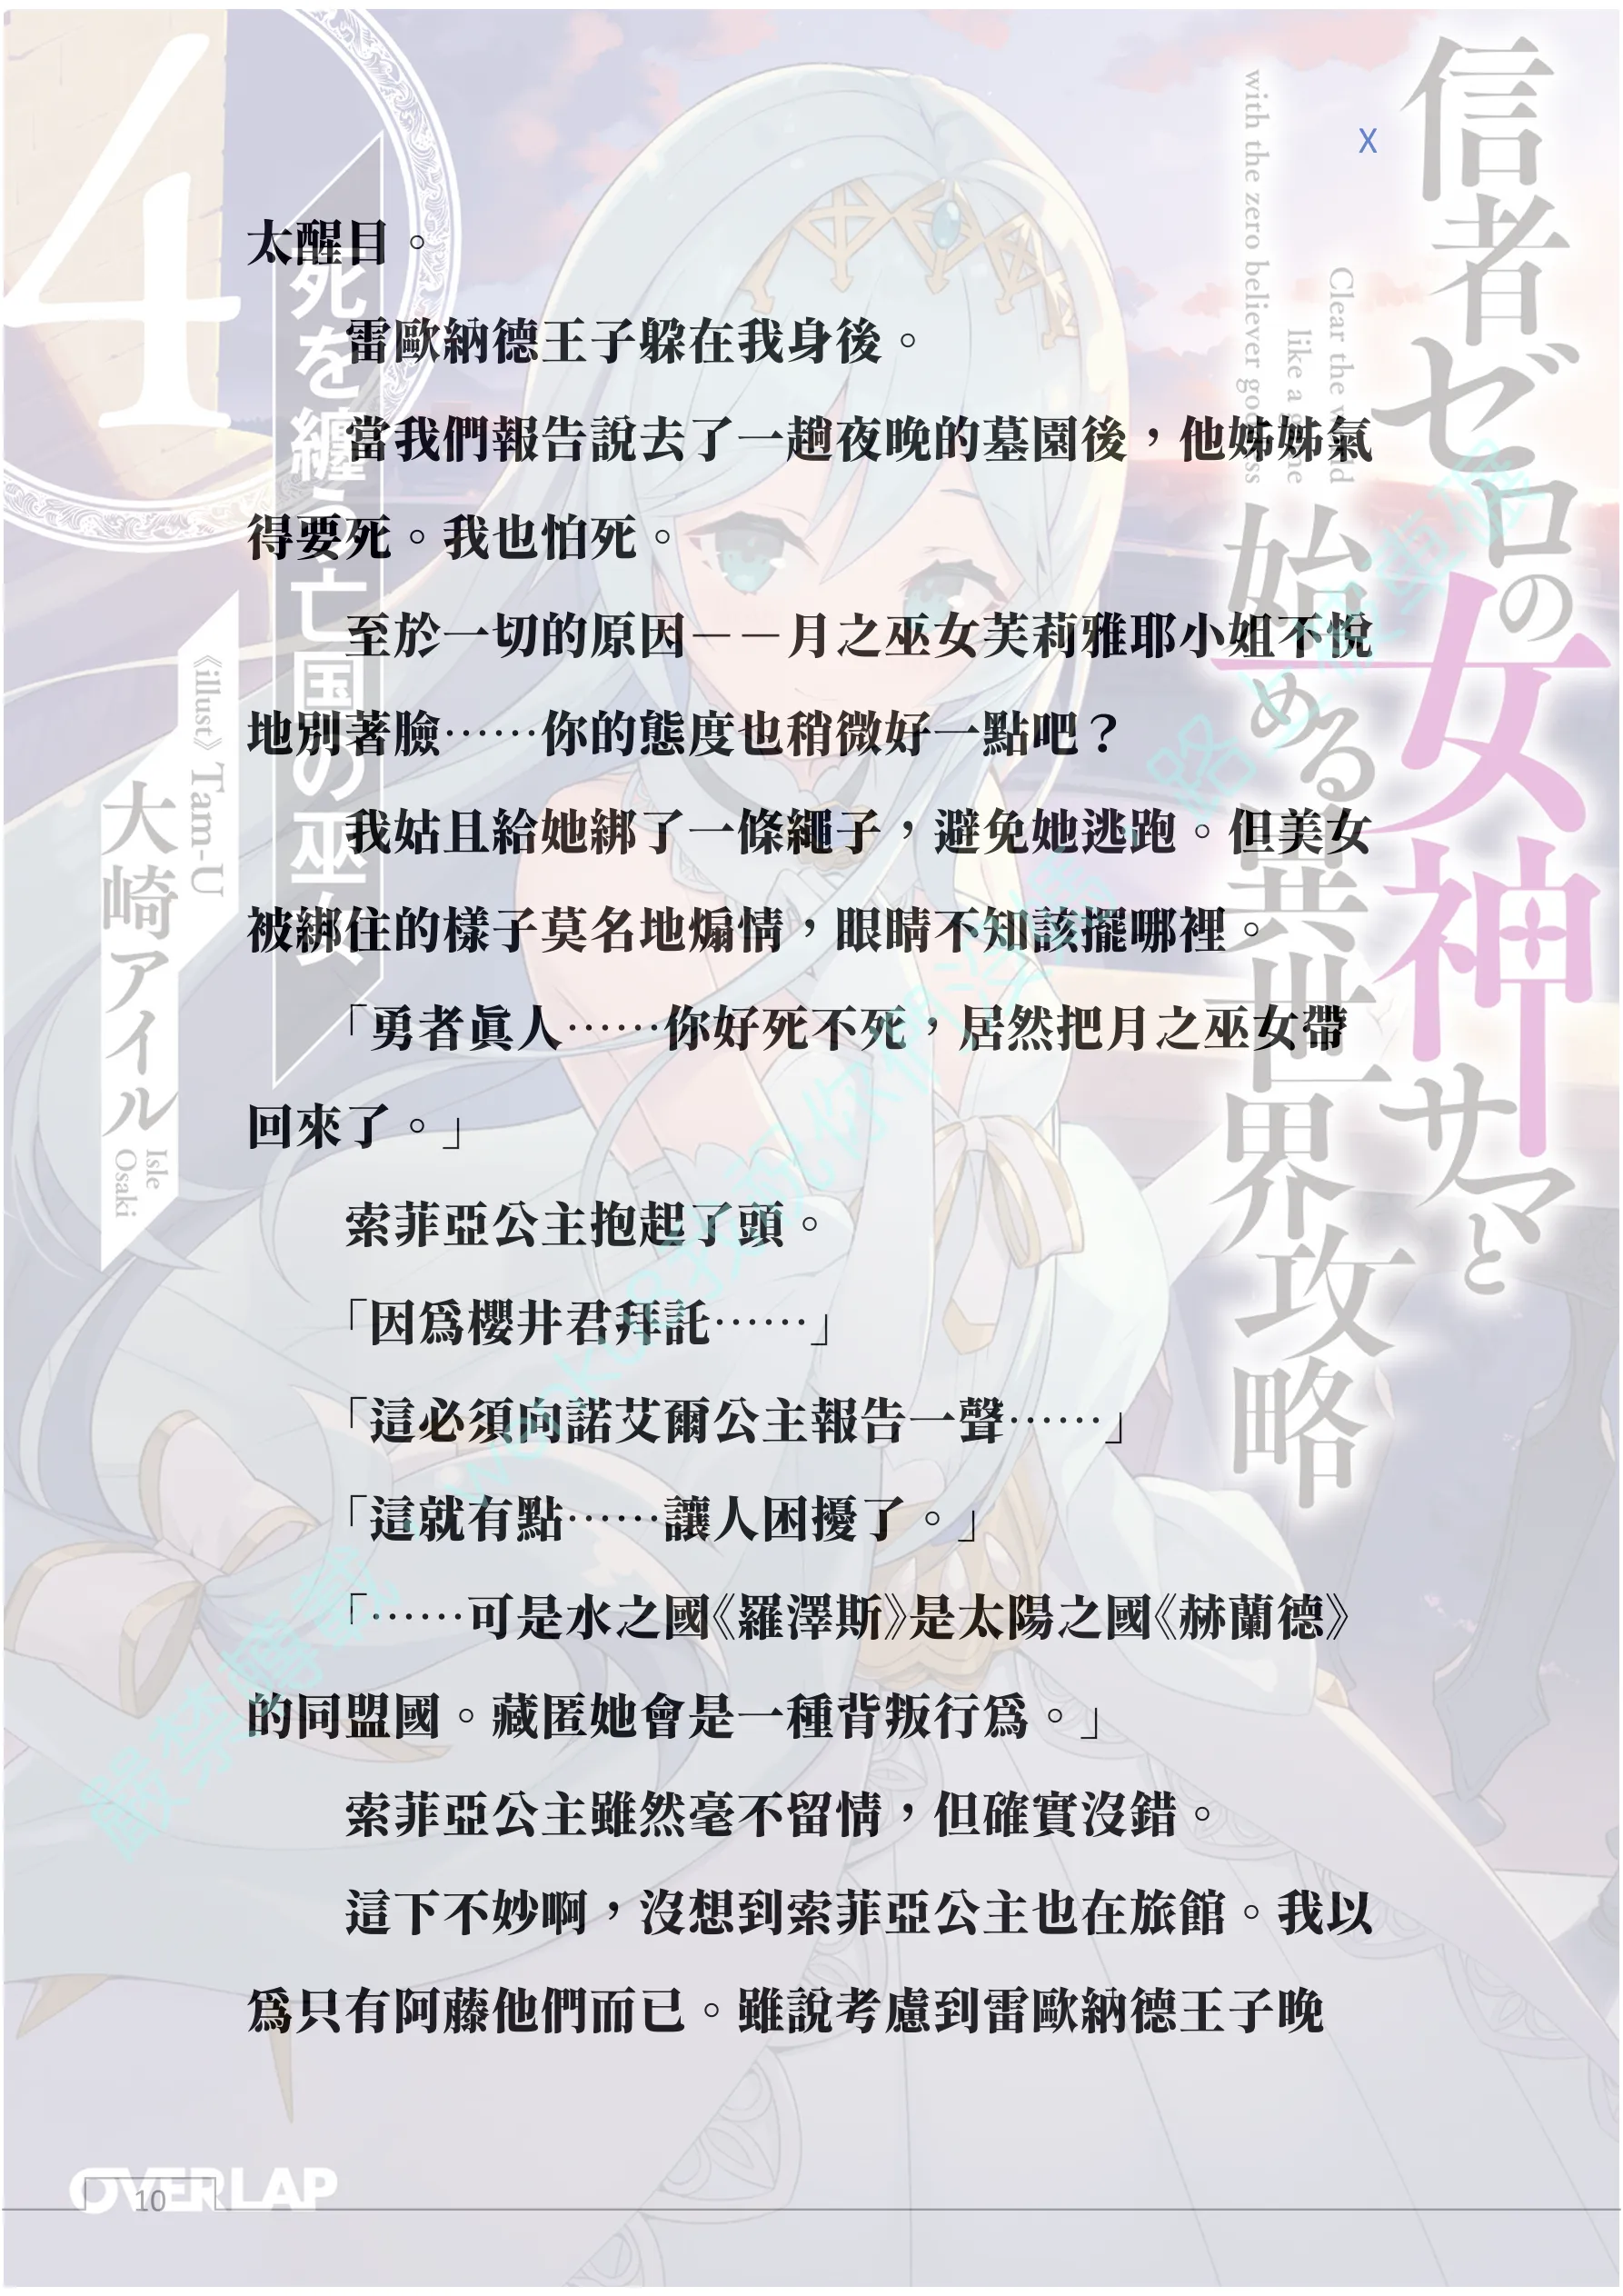 X
太醒目。
雷歐納德王子躲在我身後。
當我們報告說去了一趟夜晚的墓園後，他姊姊氣
得要死。我也怕死。
至於一切的原因——月之巫女芙莉雅耶小姐不悅
地別著臉……你的態度也稍微好一點吧？
我姑且給她綁了一條繩子，避免她逃跑。但美女
被綁住的樣子莫名地煽情，眼睛不知該擺哪裡。
「勇者眞人……你好死不死，居然把月之巫女帶
回來了。」
索菲亞公主抱起了頭。
「因爲櫻井君拜託……」
「這必須向諾艾爾公主報告一聲……」
「這就有點……讓人困擾了。」
「……可是水之國《羅澤斯》是太陽之國《赫蘭德》
的同盟國。藏匿她會是一種背叛行爲。」
索菲亞公主雖然毫不留情，但確實沒錯。
這下不妙啊，沒想到索菲亞公主也在旅館。我以
爲只有阿藤他們而已。雖說考慮到雷歐納德王子晚
信者ゼロの女神サマと
始める異世界攻略
Clear the world
like a game
with the zero believer goddess
4
死を纏う亡国の巫女
《illust》Tam-U
大崎アイル
Isle
Osaki
嚴禁轉載
OVERLAP
10